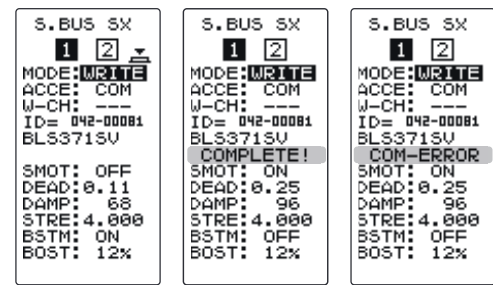 S.BUS SX
1 2
MODE:WRITE
ACCE: COM
W-CH: ---
ID= 042-00081
BLS371SV
SMOT: OFF
DEAD:0.11
DAMP: 68
STRE:4.000
BSTM: ON
BOST: 12%
S.BUS SX
1 2
MODE:WRITE
ACCE: COM
W-CH: ---
ID= 042-00081
BLS371SV
COMPLETE!
SMOT: ON
DEAD:0.25
DAMP: 96
STRE:4.000
BSTM: OFF
BOST: 12%
S.BUS SX
1 2
MODE:WRITE
ACCE: COM
W-CH: ---
ID= 042-00081
BLS371SV
COM-ERROR
SMOT: ON
DEAD:0.25
DAMP: 96
STRE:4.000
BSTM: OFF
BOST: 12%